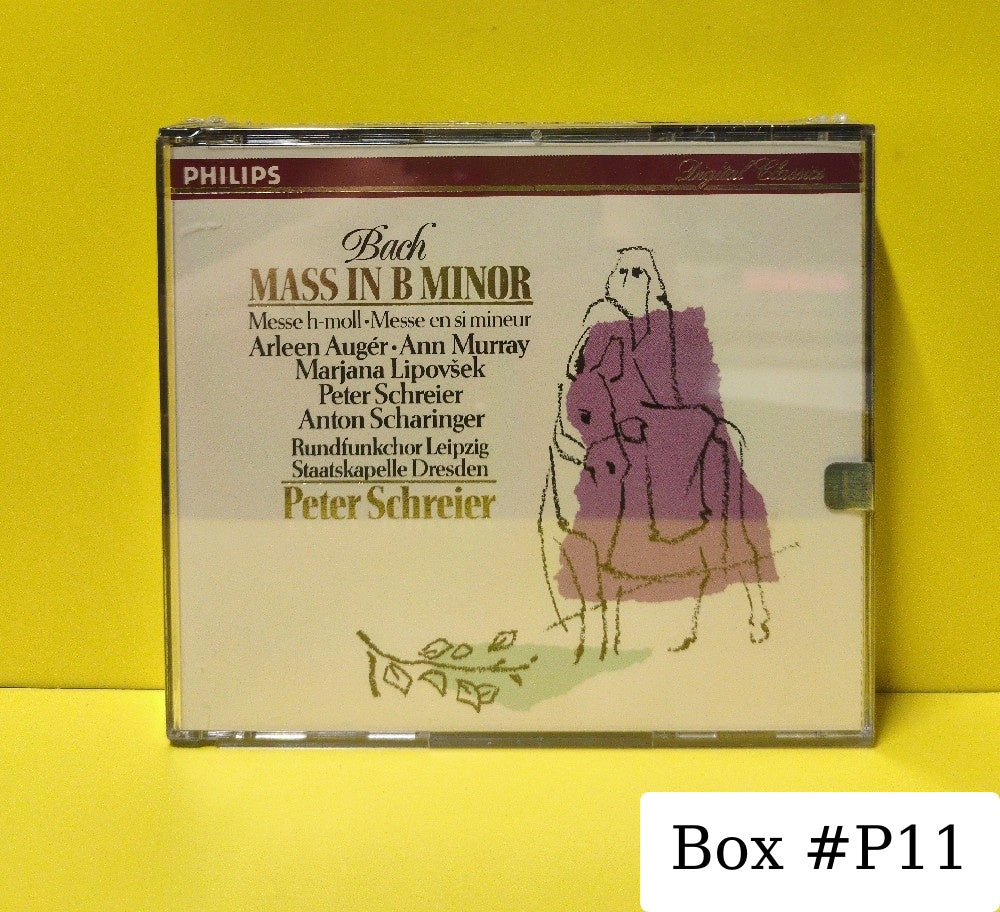 PHILIPS
Digital Classics
Bach
MASS IN B MINOR
Messe h-moll · Messe en si mineur
Arleen Augér · Ann Murray
Marjana Lipovšek
Peter Schreier
Anton Scharinger
Rundfunkchor Leipzig
Staatskapelle Dresden
Peter Schreier
Box #P11